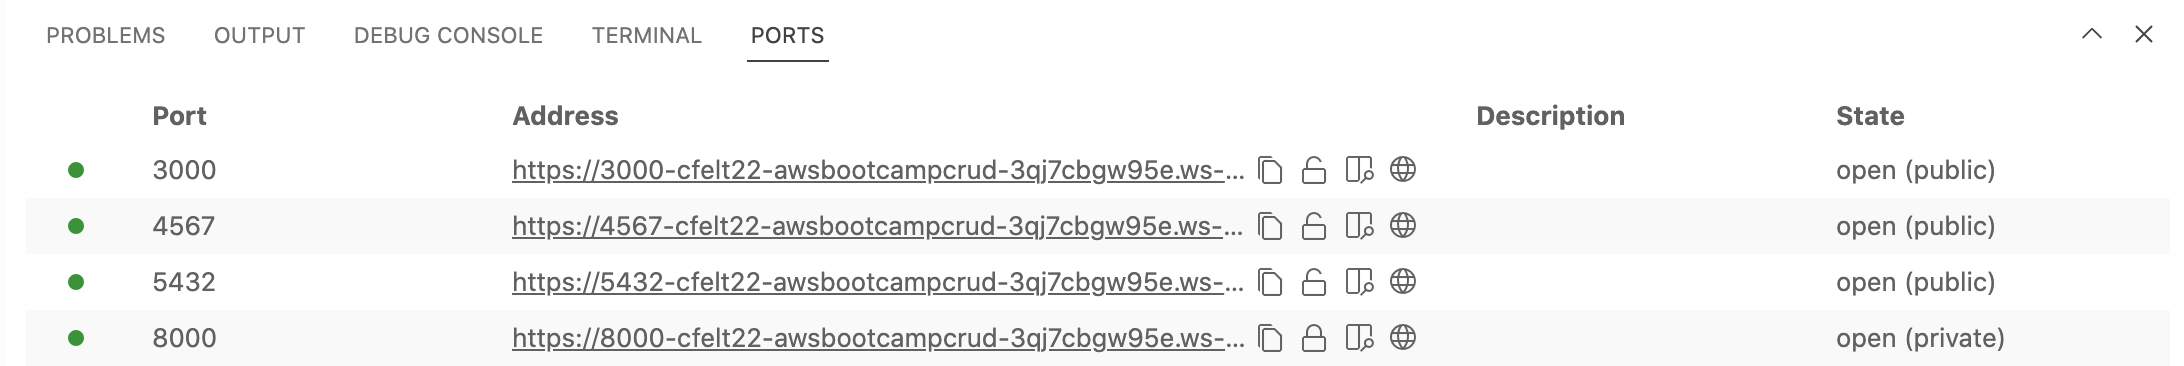 PROBLEMS OUTPUT DEBUG CONSOLE TERMINAL PORTS
Port Address Description State
3000 https://3000-cfelt22-awsbootcampcrud-3qj7cbgw95e.ws-... open (public)
4567 https://4567-cfelt22-awsbootcampcrud-3qj7cbgw95e.ws-... open (public)
5432 https://5432-cfelt22-awsbootcampcrud-3qj7cbgw95e.ws-... open (public)
8000 https://8000-cfelt22-awsbootcampcrud-3qj7cbgw95e.ws-... open (private)